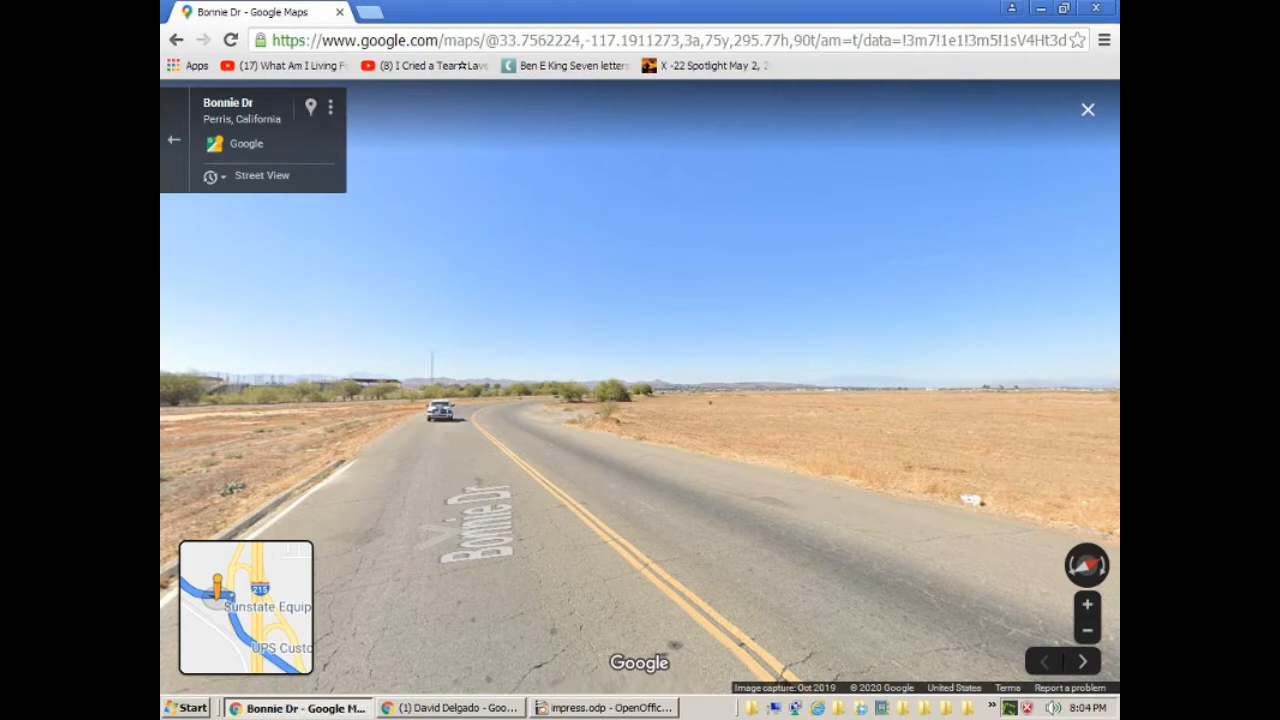 Bonnie Dr - Google Maps
https://www.google.com/maps/@33.7562224,-117.1911273,3a,75y,295.77h,90t/am=t/data=!3m7!1e1!3m5!1sV4Ht3d
Apps (17) What Am I Living F (8) I Cried a Tear☆Lave Ben E King Seven letters X -22 Spotlight May 2, 2
Bonnie Dr
Perris, California
Google
Street View
Bonnie Dr
215
Sunstate Equip
UPS Custo
Google
Image capture: Oct 2019 © 2020 Google United States Terms Report a problem
Start Bonnie Dr - Google M... (1) David Delgado - Goo... impress.odp - OpenOffic... 8:04 PM